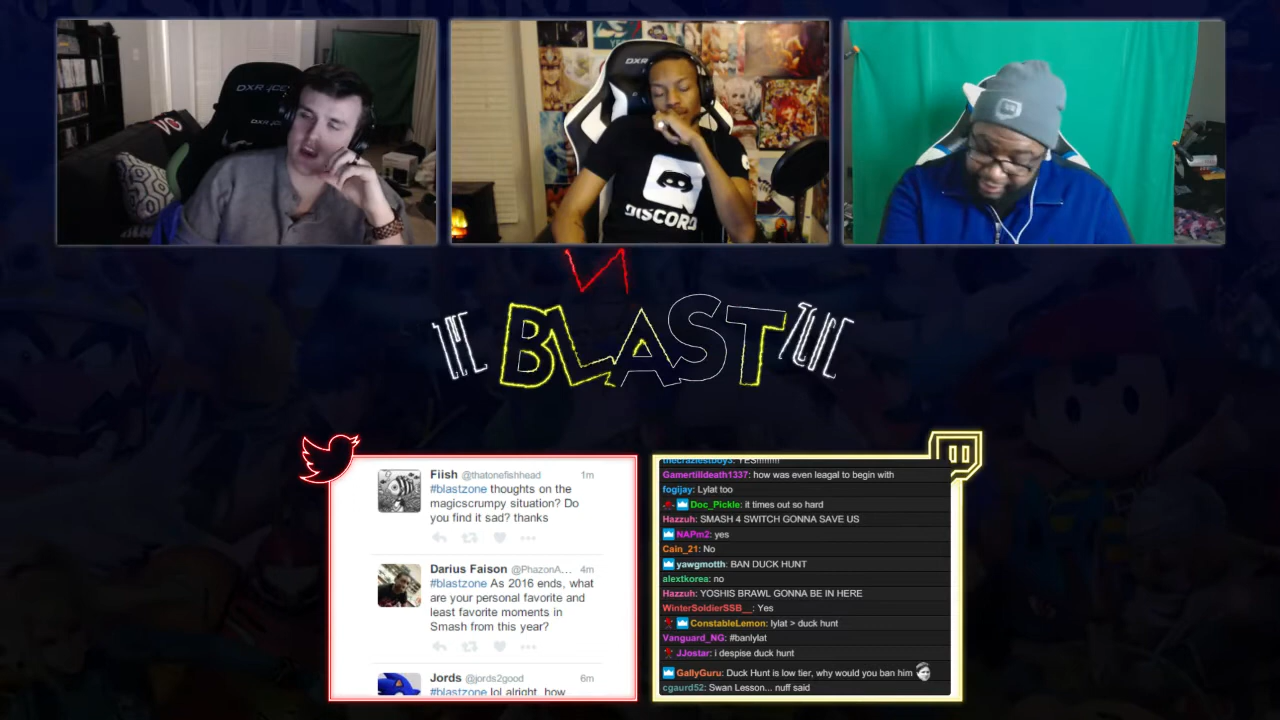 DXR
DISCORD
BLAST
Fiish @thatonefishhead 1m
#blastzone thoughts on the
magicscrumpy situation? Do
you find it sad? thanks
Darius Faison @PhazonA... 4m
#blastzone As 2016 ends, what
are your personal favorite and
least favorite moments in
Smash from this year?
Jords @jords2good 6m
#blastzone lol alright, how
thecraziestboy3: YES!!!!!!!!
Gamertilldeath1337: how was even leagal to begin with
fogijay: Lylat too
Doc_Pickle: it times out so hard
Hazzuh: SMASH 4 SWITCH GONNA SAVE US
NAPm2: yes
Cain_21: No
yawgmotth: BAN DUCK HUNT
alextkorea: no
Hazzuh: YOSHIS BRAWL GONNA BE IN HERE
WinterSoldierSSB__: Yes
ConstableLemon: lylat > duck hunt
Vanguard_NG: #banlylat
JJostar: i despise duck hunt
GallyGuru: Duck Hunt is low tier, why would you ban him
cgaurd52: Swan Lesson... nuff said